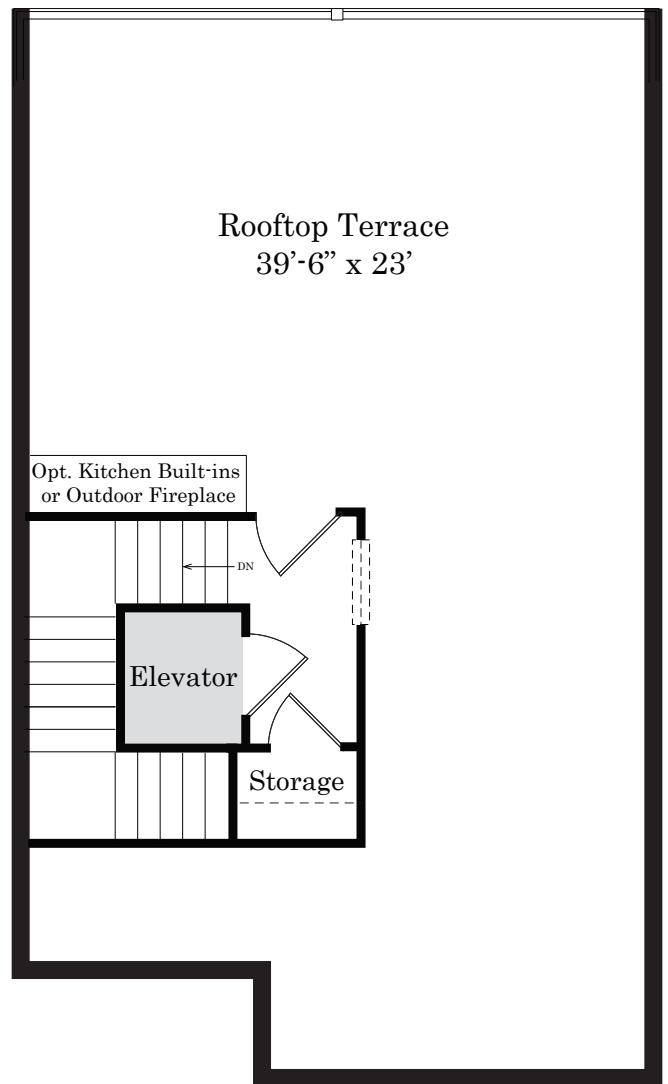 Rooftop Terrace
39’-6” x 23’
Opt. Kitchen Built-ins
or Outdoor Fireplace
DN
Elevator
Storage